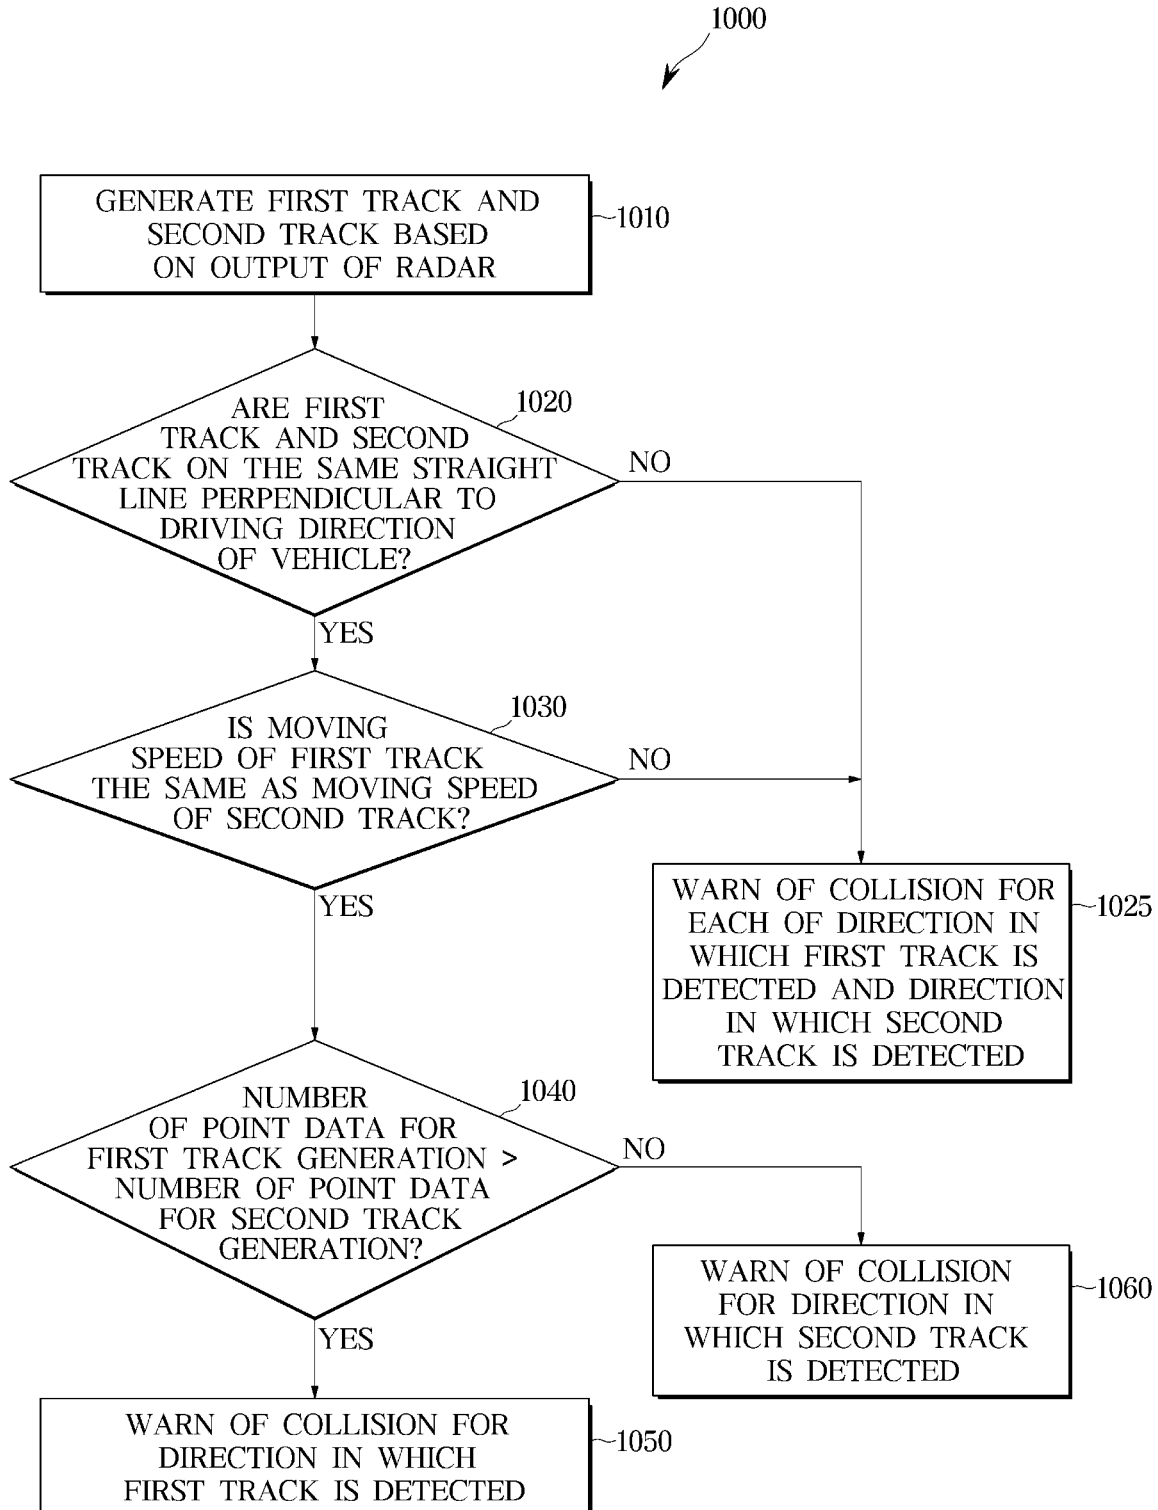 1000
GENERATE FIRST TRACK AND
SECOND TRACK BASED
ON OUTPUT OF RADAR
1010
ARE FIRST
TRACK AND SECOND
TRACK ON THE SAME STRAIGHT
LINE PERPENDICULAR TO
DRIVING DIRECTION
OF VEHICLE?
1020
NO
YES
IS MOVING
SPEED OF FIRST TRACK
THE SAME AS MOVING SPEED
OF SECOND TRACK?
1030
NO
YES
WARN OF COLLISION FOR
EACH OF DIRECTION IN
WHICH FIRST TRACK IS
DETECTED AND DIRECTION
IN WHICH SECOND
TRACK IS DETECTED
1025
NUMBER
OF POINT DATA FOR
FIRST TRACK GENERATION >
NUMBER OF POINT DATA
FOR SECOND TRACK
GENERATION?
1040
NO
YES
WARN OF COLLISION
FOR DIRECTION IN
WHICH SECOND TRACK
IS DETECTED
1060
WARN OF COLLISION FOR
DIRECTION IN WHICH
FIRST TRACK IS DETECTED
1050